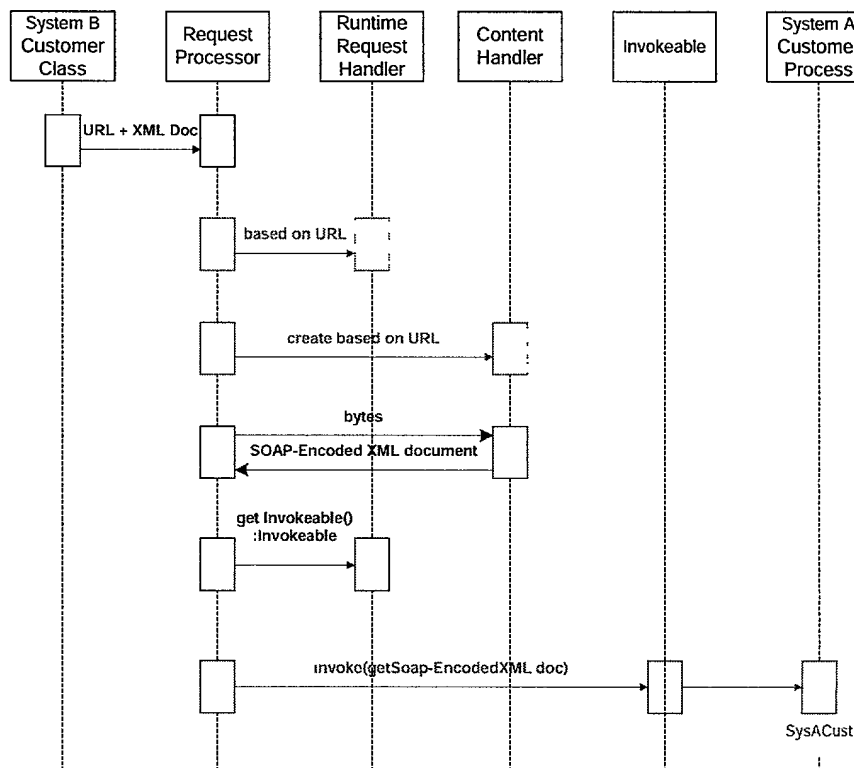 System B
Customer
Class
Request
Processor
Runtime
Request
Handler
Content
Handler
Invokeable
System A
Custome
Process
URL + XML Doc
based on URL
create based on URL
bytes
SOAP-Encoded XML document
get Invokeable()
:Invokeable
invoke(getSoap-EncodedXML doc)
SysACust